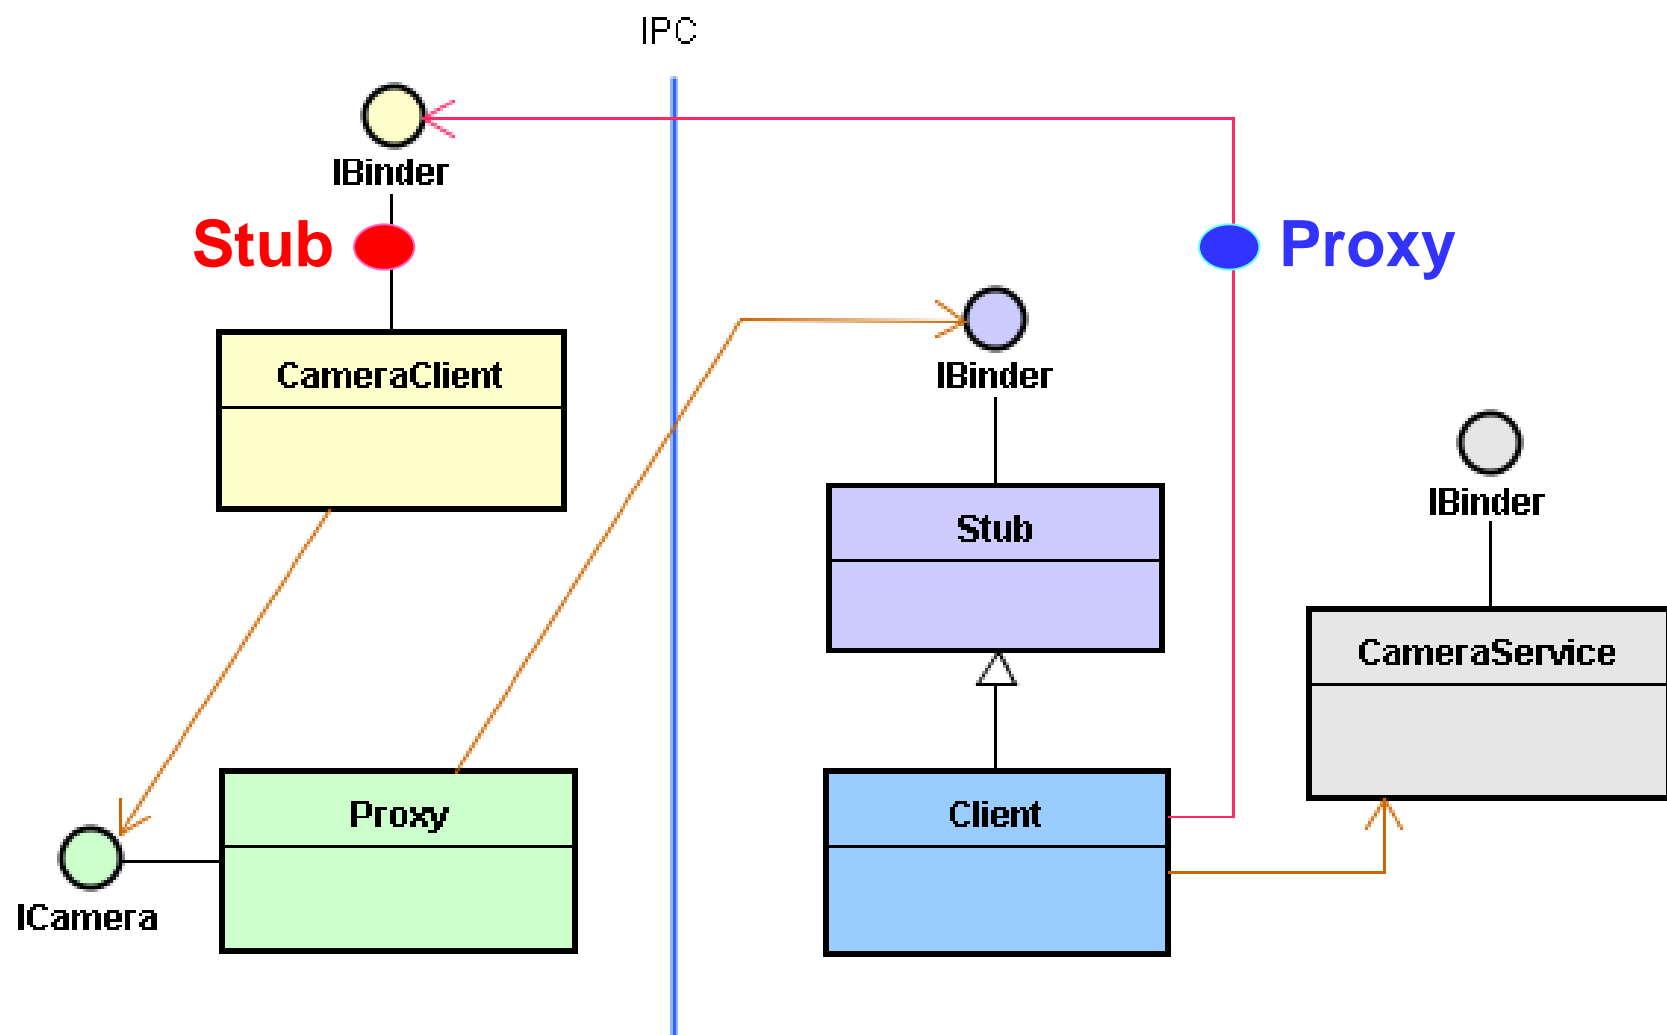 IPC
IBinder
Stub
Proxy
CameraClient
IBinder
IBinder
Stub
CameraService
Proxy
Client
ICamera